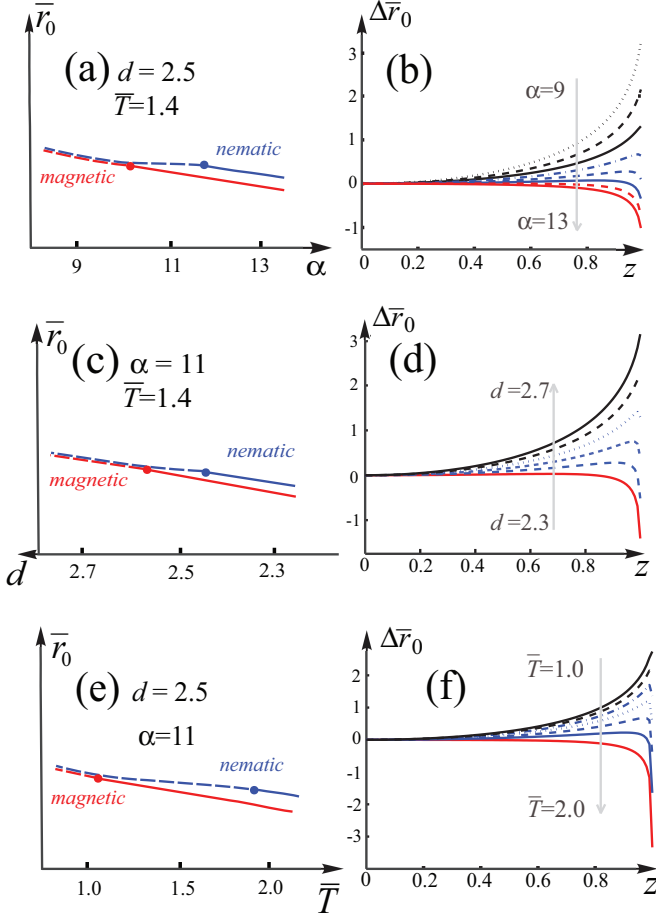 r̅₀
(a)
d = 2.5
T̅=1.4
nematic
magnetic
9
11
13
α
Δr̅₀
(b)
3
2
1
0
-1
α=9
α=13
0
0.2
0.4
0.6
0.8
z
r̅₀
(c)
α = 11
T̅=1.4
nematic
magnetic
d
2.7
2.5
2.3
Δr̅₀
(d)
3
2
1
0
-1
d=2.7
d=2.3
0
0.2
0.4
0.6
0.8
z
r̅₀
(e)
d = 2.5
α=11
nematic
magnetic
1.0
1.5
2.0
T̅
Δr̅₀
(f)
2
1
0
-1
-2
-3
T̅=1.0
T̅=2.0
0
0.2
0.4
0.6
0.8
z